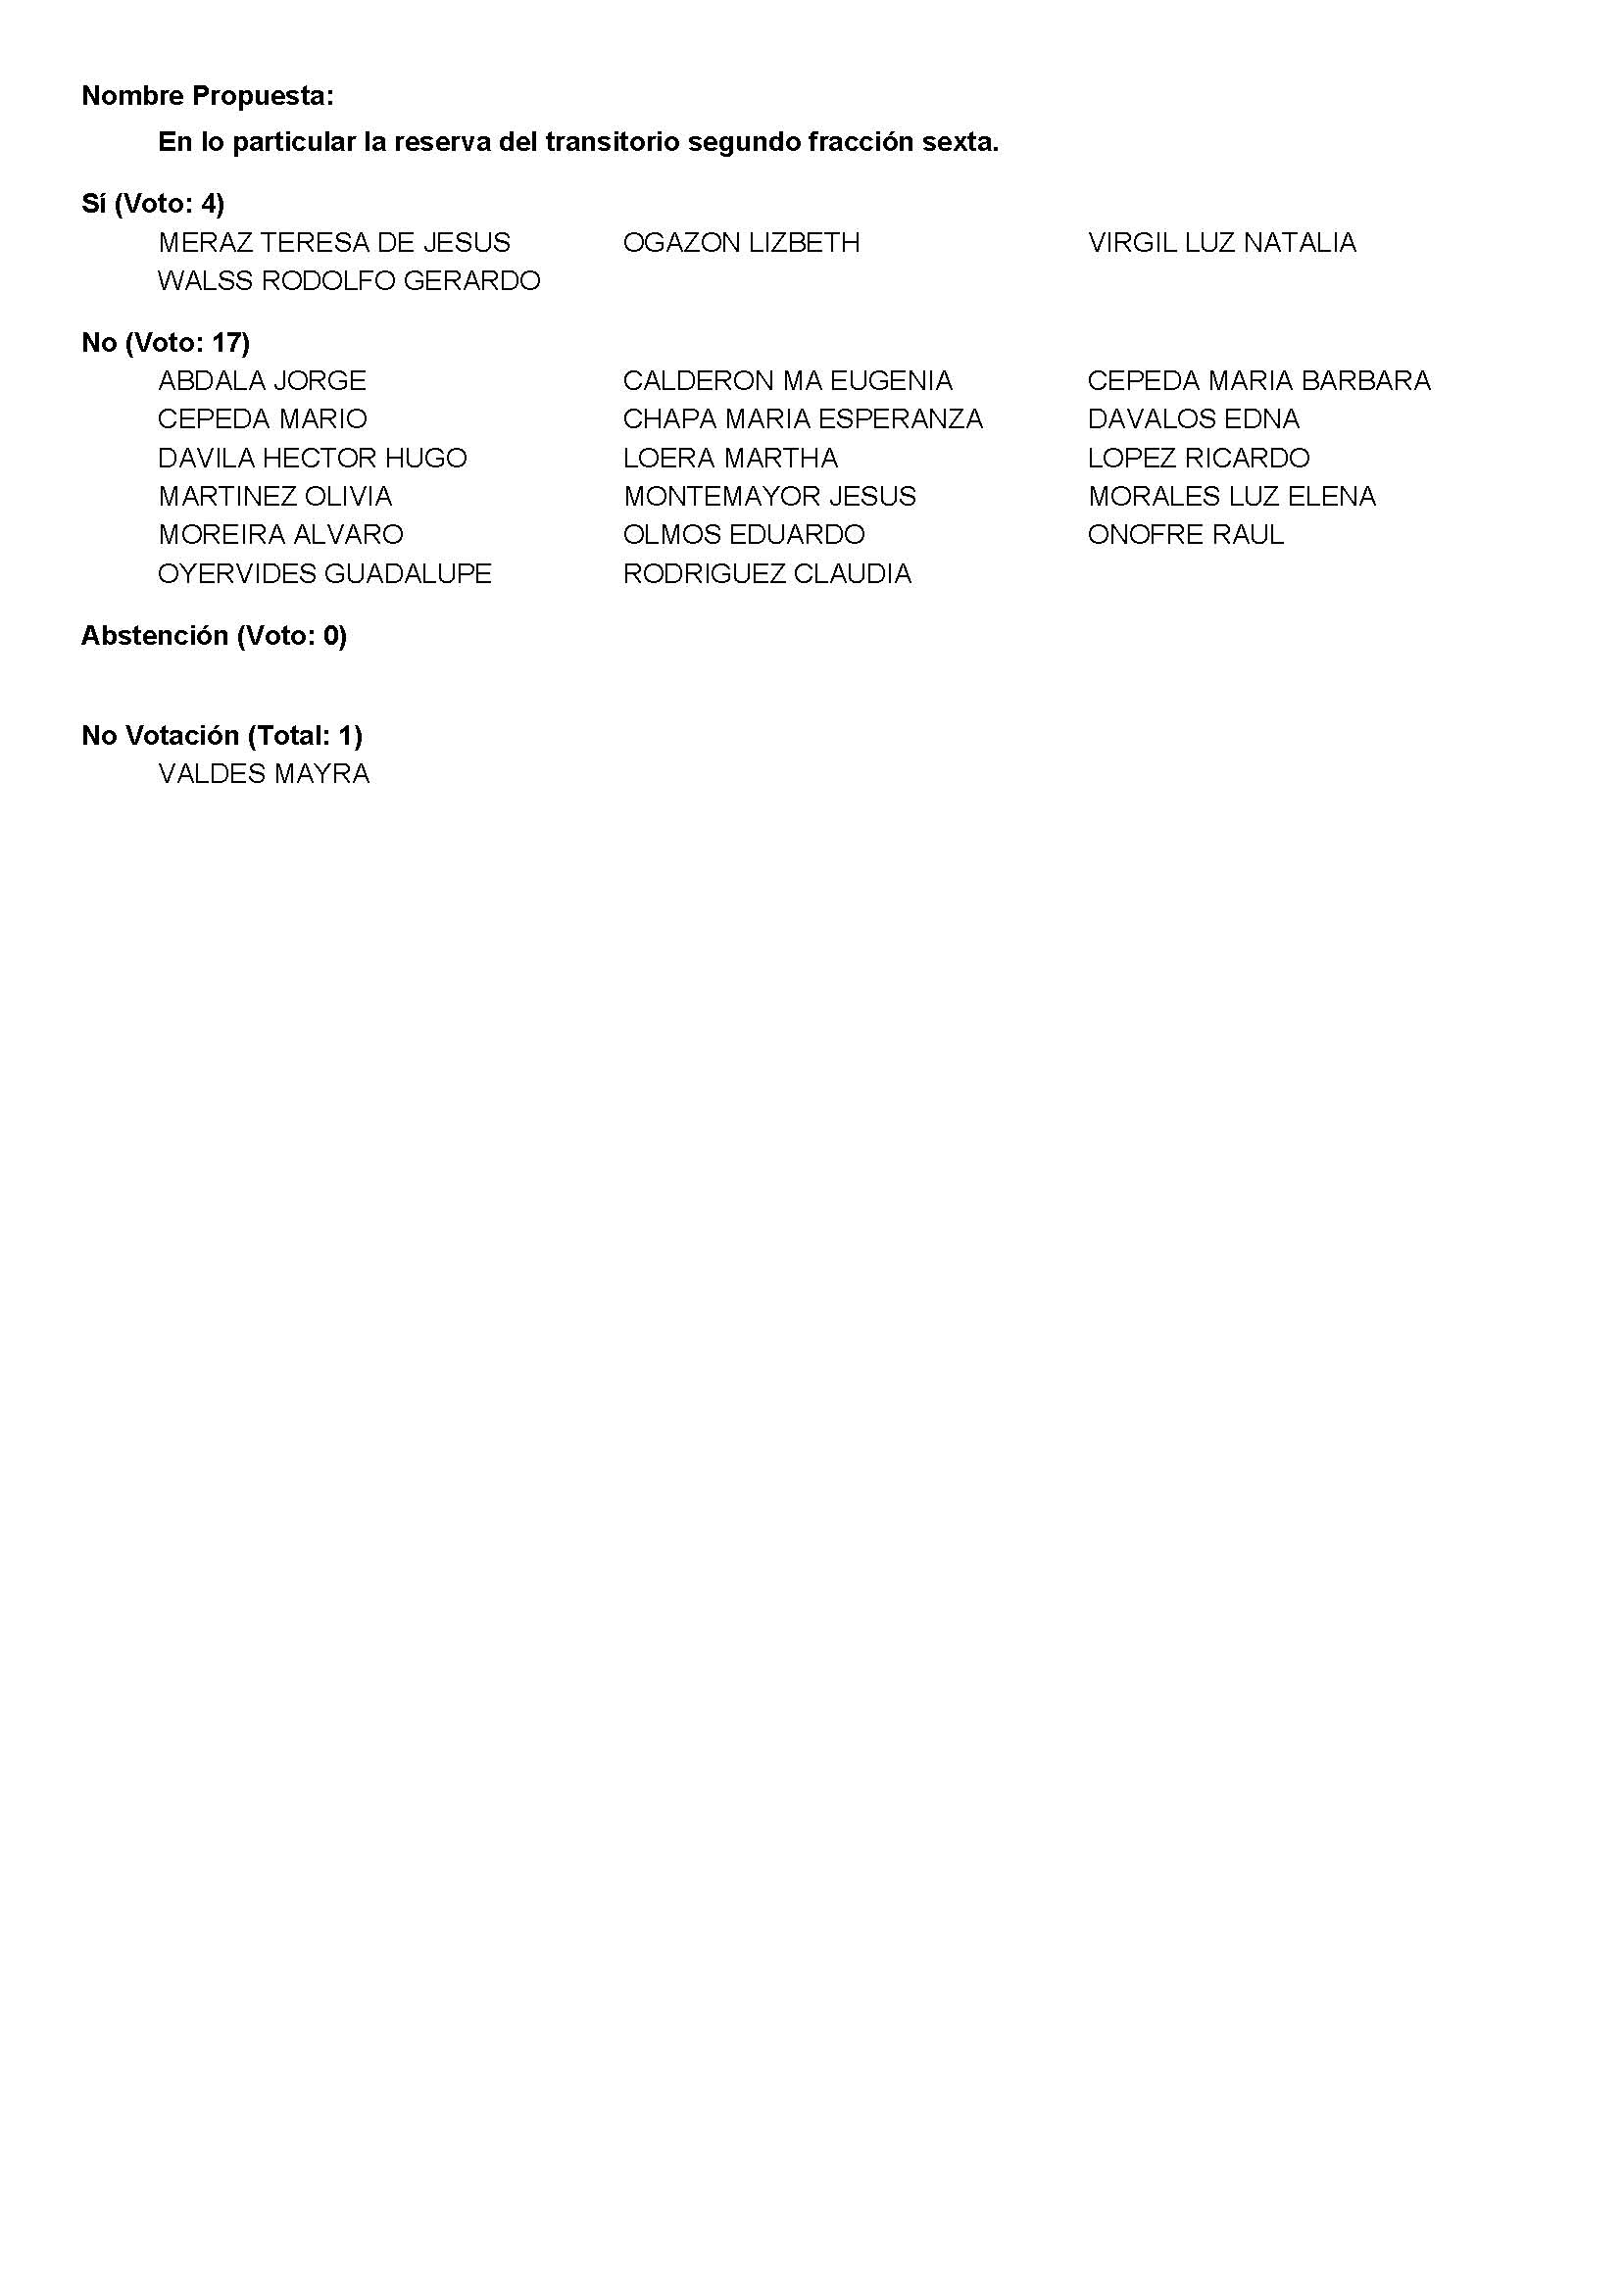 Nombre Propuesta:
En lo particular la reserva del transitorio segundo fracción sexta.
Sí (Voto: 4)
MERAZ TERESA DE JESUS OGAZON LIZBETH VIRGIL LUZ NATALIA
WALSS RODOLFO GERARDO
No (Voto: 17)
ABDALA JORGE CALDERON MA EUGENIA CEPEDA MARIA BARBARA
CEPEDA MARIO CHAPA MARIA ESPERANZA DAVALOS EDNA
DAVILA HECTOR HUGO LOERA MARTHA LOPEZ RICARDO
MARTINEZ OLIVIA MONTEMAYOR JESUS MORALES LUZ ELENA
MOREIRA ALVARO OLMOS EDUARDO ONOFRE RAUL
OYERVIDES GUADALUPE RODRIGUEZ CLAUDIA
Abstención (Voto: 0)
No Votación (Total: 1)
VALDES MAYRA